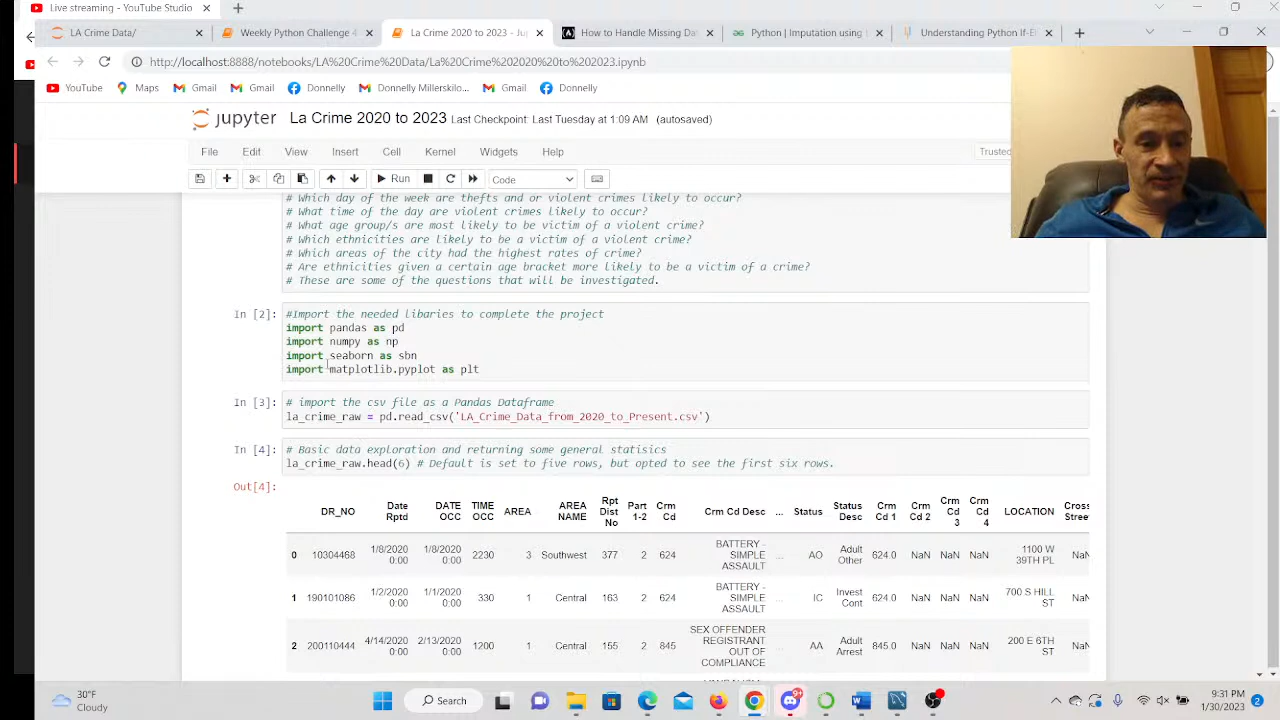 Live streaming - YouTube Studio
LA Crime Data/
Weekly Python Challenge 4
La Crime 2020 to 2023 - Ju
How to Handle Missing Da
Python | Imputation using
Understanding Python Ex
http://localhost:8888/notebooks/LA%20Crime%20Data/La%20Crime%202020%20to%202023.ipynb
YouTube
Maps
Gmail
Gmail
Donnelly
Donnelly Millerskilo...
Gmail
Donnelly
jupyter
La Crime 2020 to 2023 Last Checkpoint: Last Tuesday at 1:09 AM (autosaved)
File Edit View Insert Cell Kernel Widgets Help
Trusted
Run
Code
# Which day of the week are thefts and or violent crimes likely to occur?
# What time of the day are violent crimes likely to occur?
# What age group/s are most likely to be a victim of a violent crime?
# Which ethnicities are likely to be a victim of a violent crime?
# Which areas of the city had the highest rates of crime?
# Are ethnicities given a certain age bracket more likely to be a victim of a crime?
# These are some of the questions that will be investigated.
In [2]: #Import the needed libaries to complete the project
import pandas as pd
import numpy as np
import seaborn as sbn
import matplotlib.pyplot as plt
In [3]: # import the csv file as a Pandas Dataframe
la_crime_raw = pd.read_csv('LA_Crime_Data_from_2020_to_Present.csv')
In [4]: # Basic data exploration and returning some general statisics
la_crime_raw.head(6) # Default is set to five rows, but opted to see the first six rows.
Out[4]:
DR_NO Date Rptd DATE OCC TIME OCC AREA AREA NAME Rpt Dist No Part 1-2 Crm Cd Crm Cd Desc ... Status Status Desc Crm Cd 1 Crm Cd 2 Crm Cd 3 Crm Cd 4 LOCATION Cross Street
0 10304468 1/8/2020 0:00 1/8/2020 0:00 2230 3 Southwest 377 2 624 BATTERY - SIMPLE ASSAULT ... AO Adult Other 624.0 NaN NaN NaN 1100 W 39TH PL NaN
1 190101086 1/2/2020 0:00 1/1/2020 0:00 330 1 Central 163 2 624 BATTERY - SIMPLE ASSAULT ... IC Invest Cont 624.0 NaN NaN NaN 700 S HILL ST NaN
2 200110444 4/14/2020 0:00 2/13/2020 0:00 1200 1 Central 155 2 845 SEX OFFENDER REGISTRANT OUT OF COMPLIANCE ... AA Adult Arrest 845.0 NaN NaN NaN 200 E 6TH ST NaN
30°F
Cloudy
Search
9:31 PM
1/30/2023
2